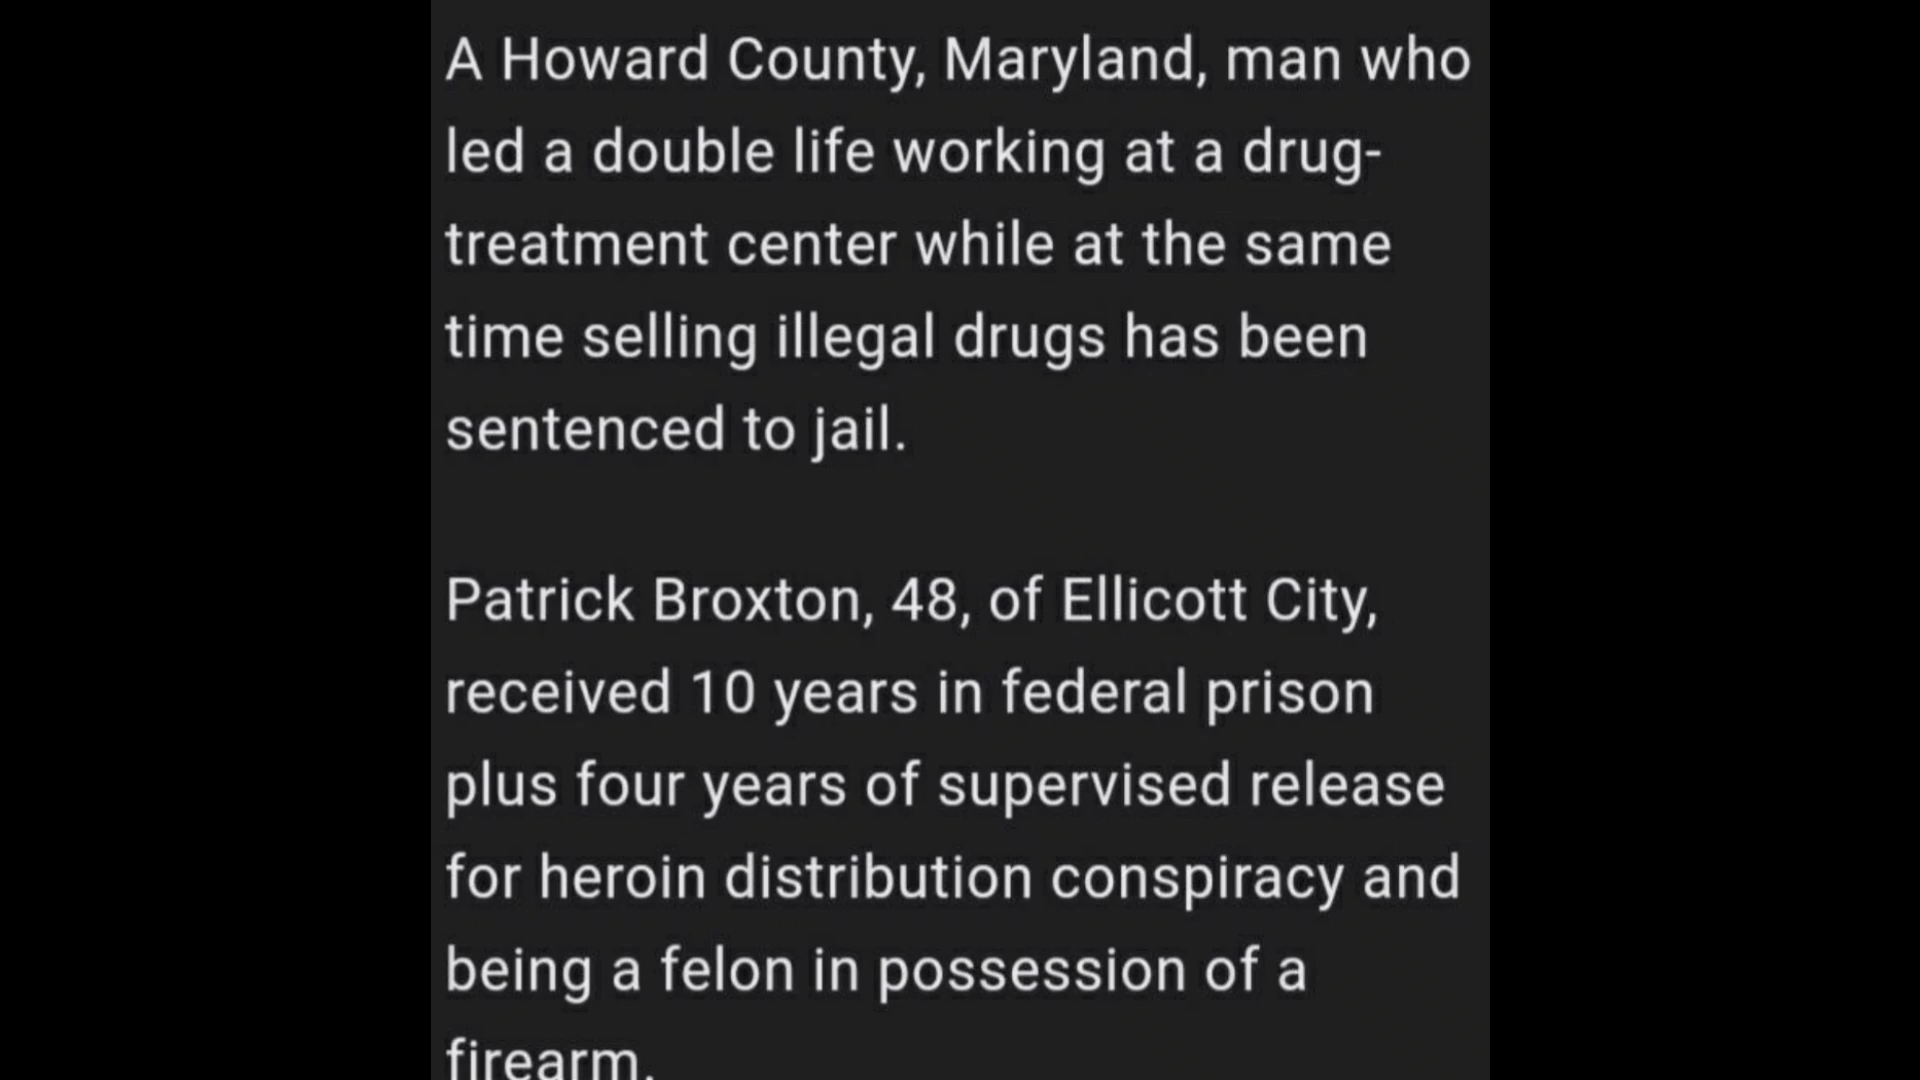 A Howard County, Maryland, man who
led a double life working at a drug-
treatment center while at the same
time selling illegal drugs has been
sentenced to jail.
Patrick Broxton, 48, of Ellicott City,
received 10 years in federal prison
plus four years of supervised release
for heroin distribution conspiracy and
being a felon in possession of a
firearm.